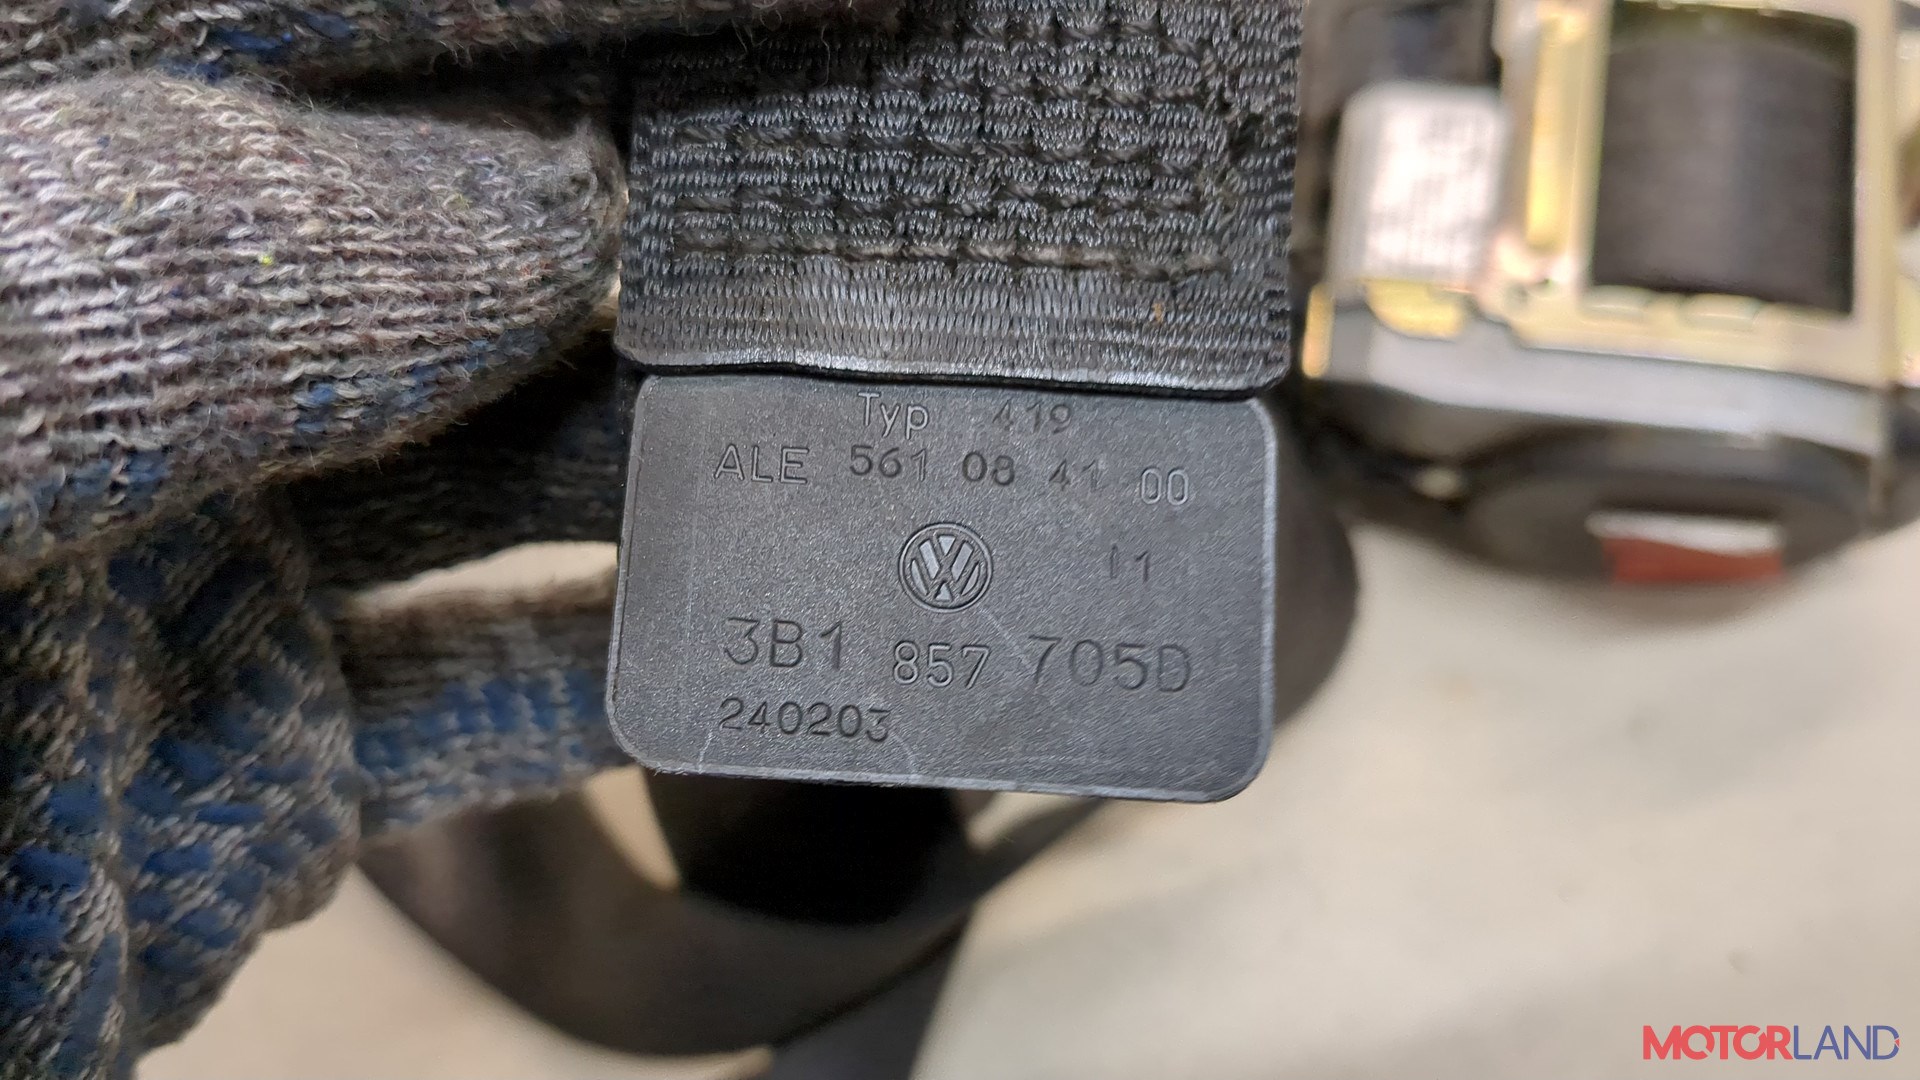 Typ 419
ALE 561 08 41 00
11
3B1 857 705D
240203
MOTORLAND